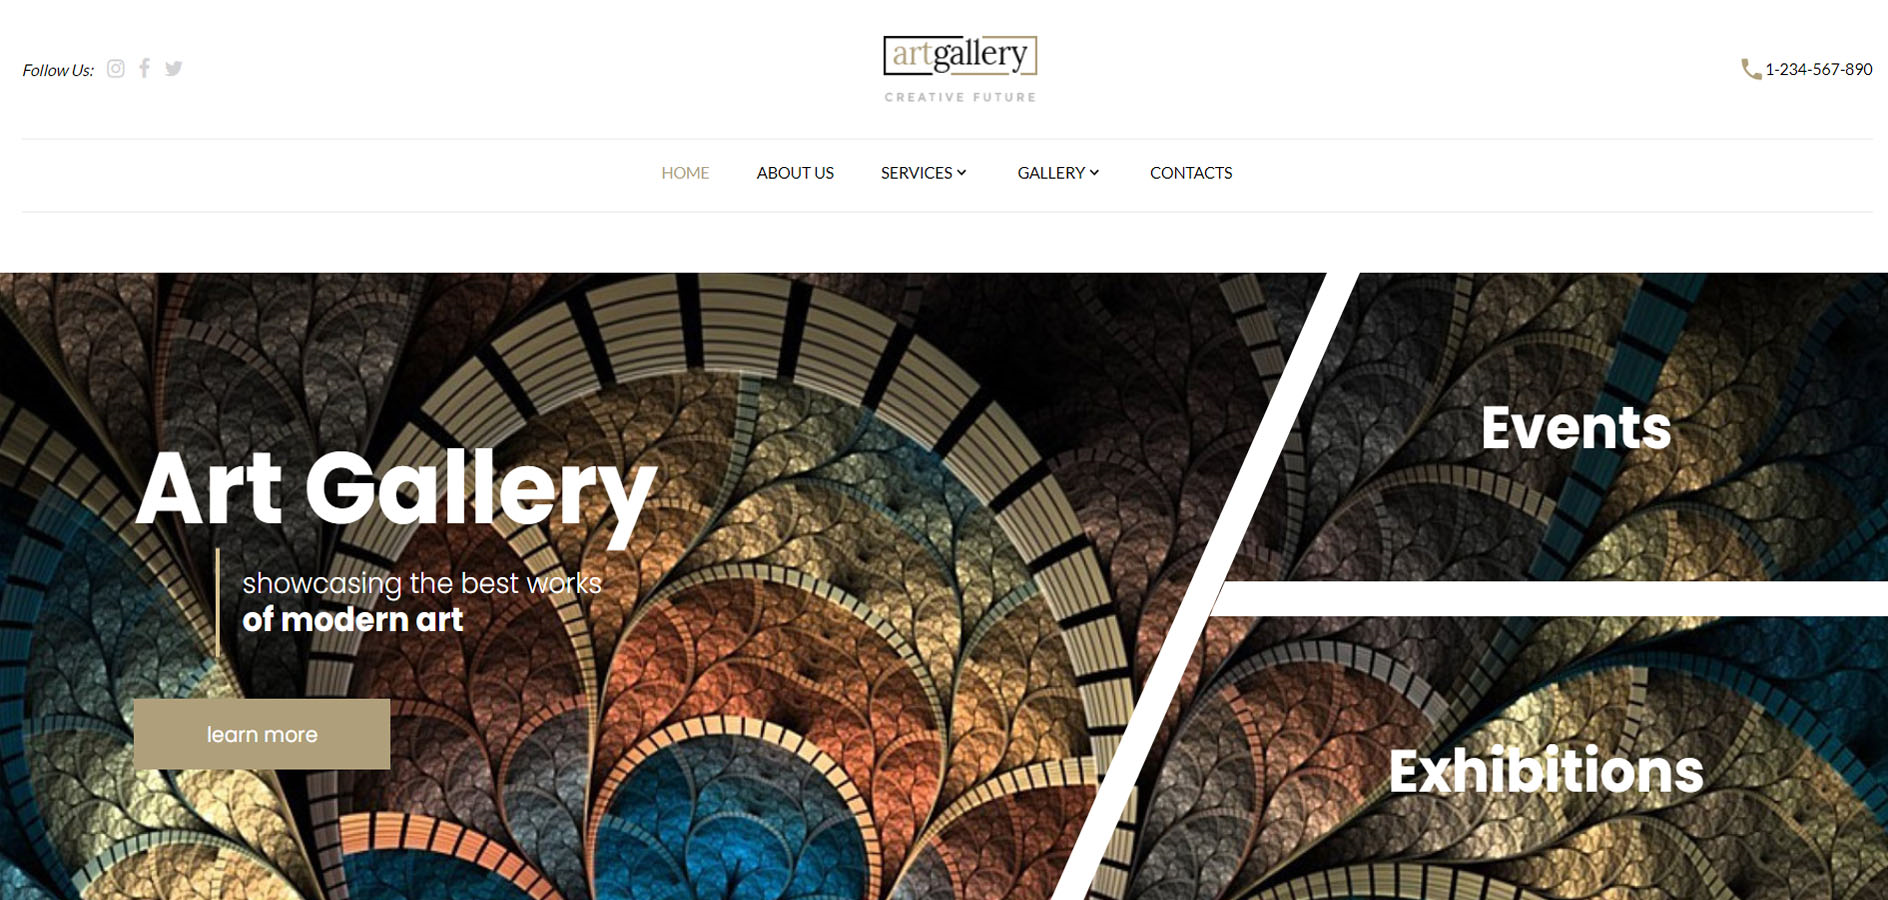 Follow Us:
artgallery
CREATIVE FUTURE
1-234-567-890
HOME
ABOUT US
SERVICES
GALLERY
CONTACTS
Art Gallery
showcasing the best works
of modern art
learn more
Events
Exhibitions